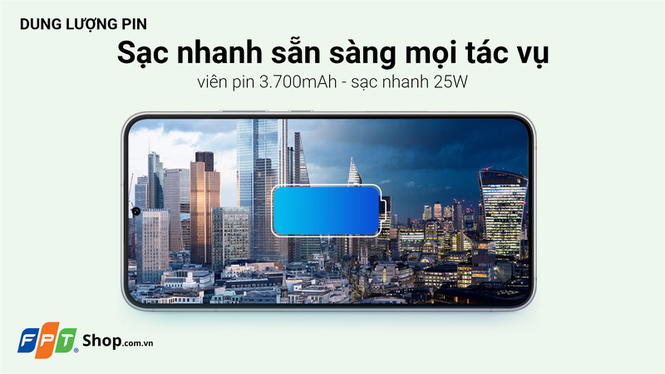 DUNG LƯỢNG PIN
Sạc nhanh sẵn sàng mọi tác vụ
viên pin 3.700mAh - sạc nhanh 25W
FPT® Shop.com.vn